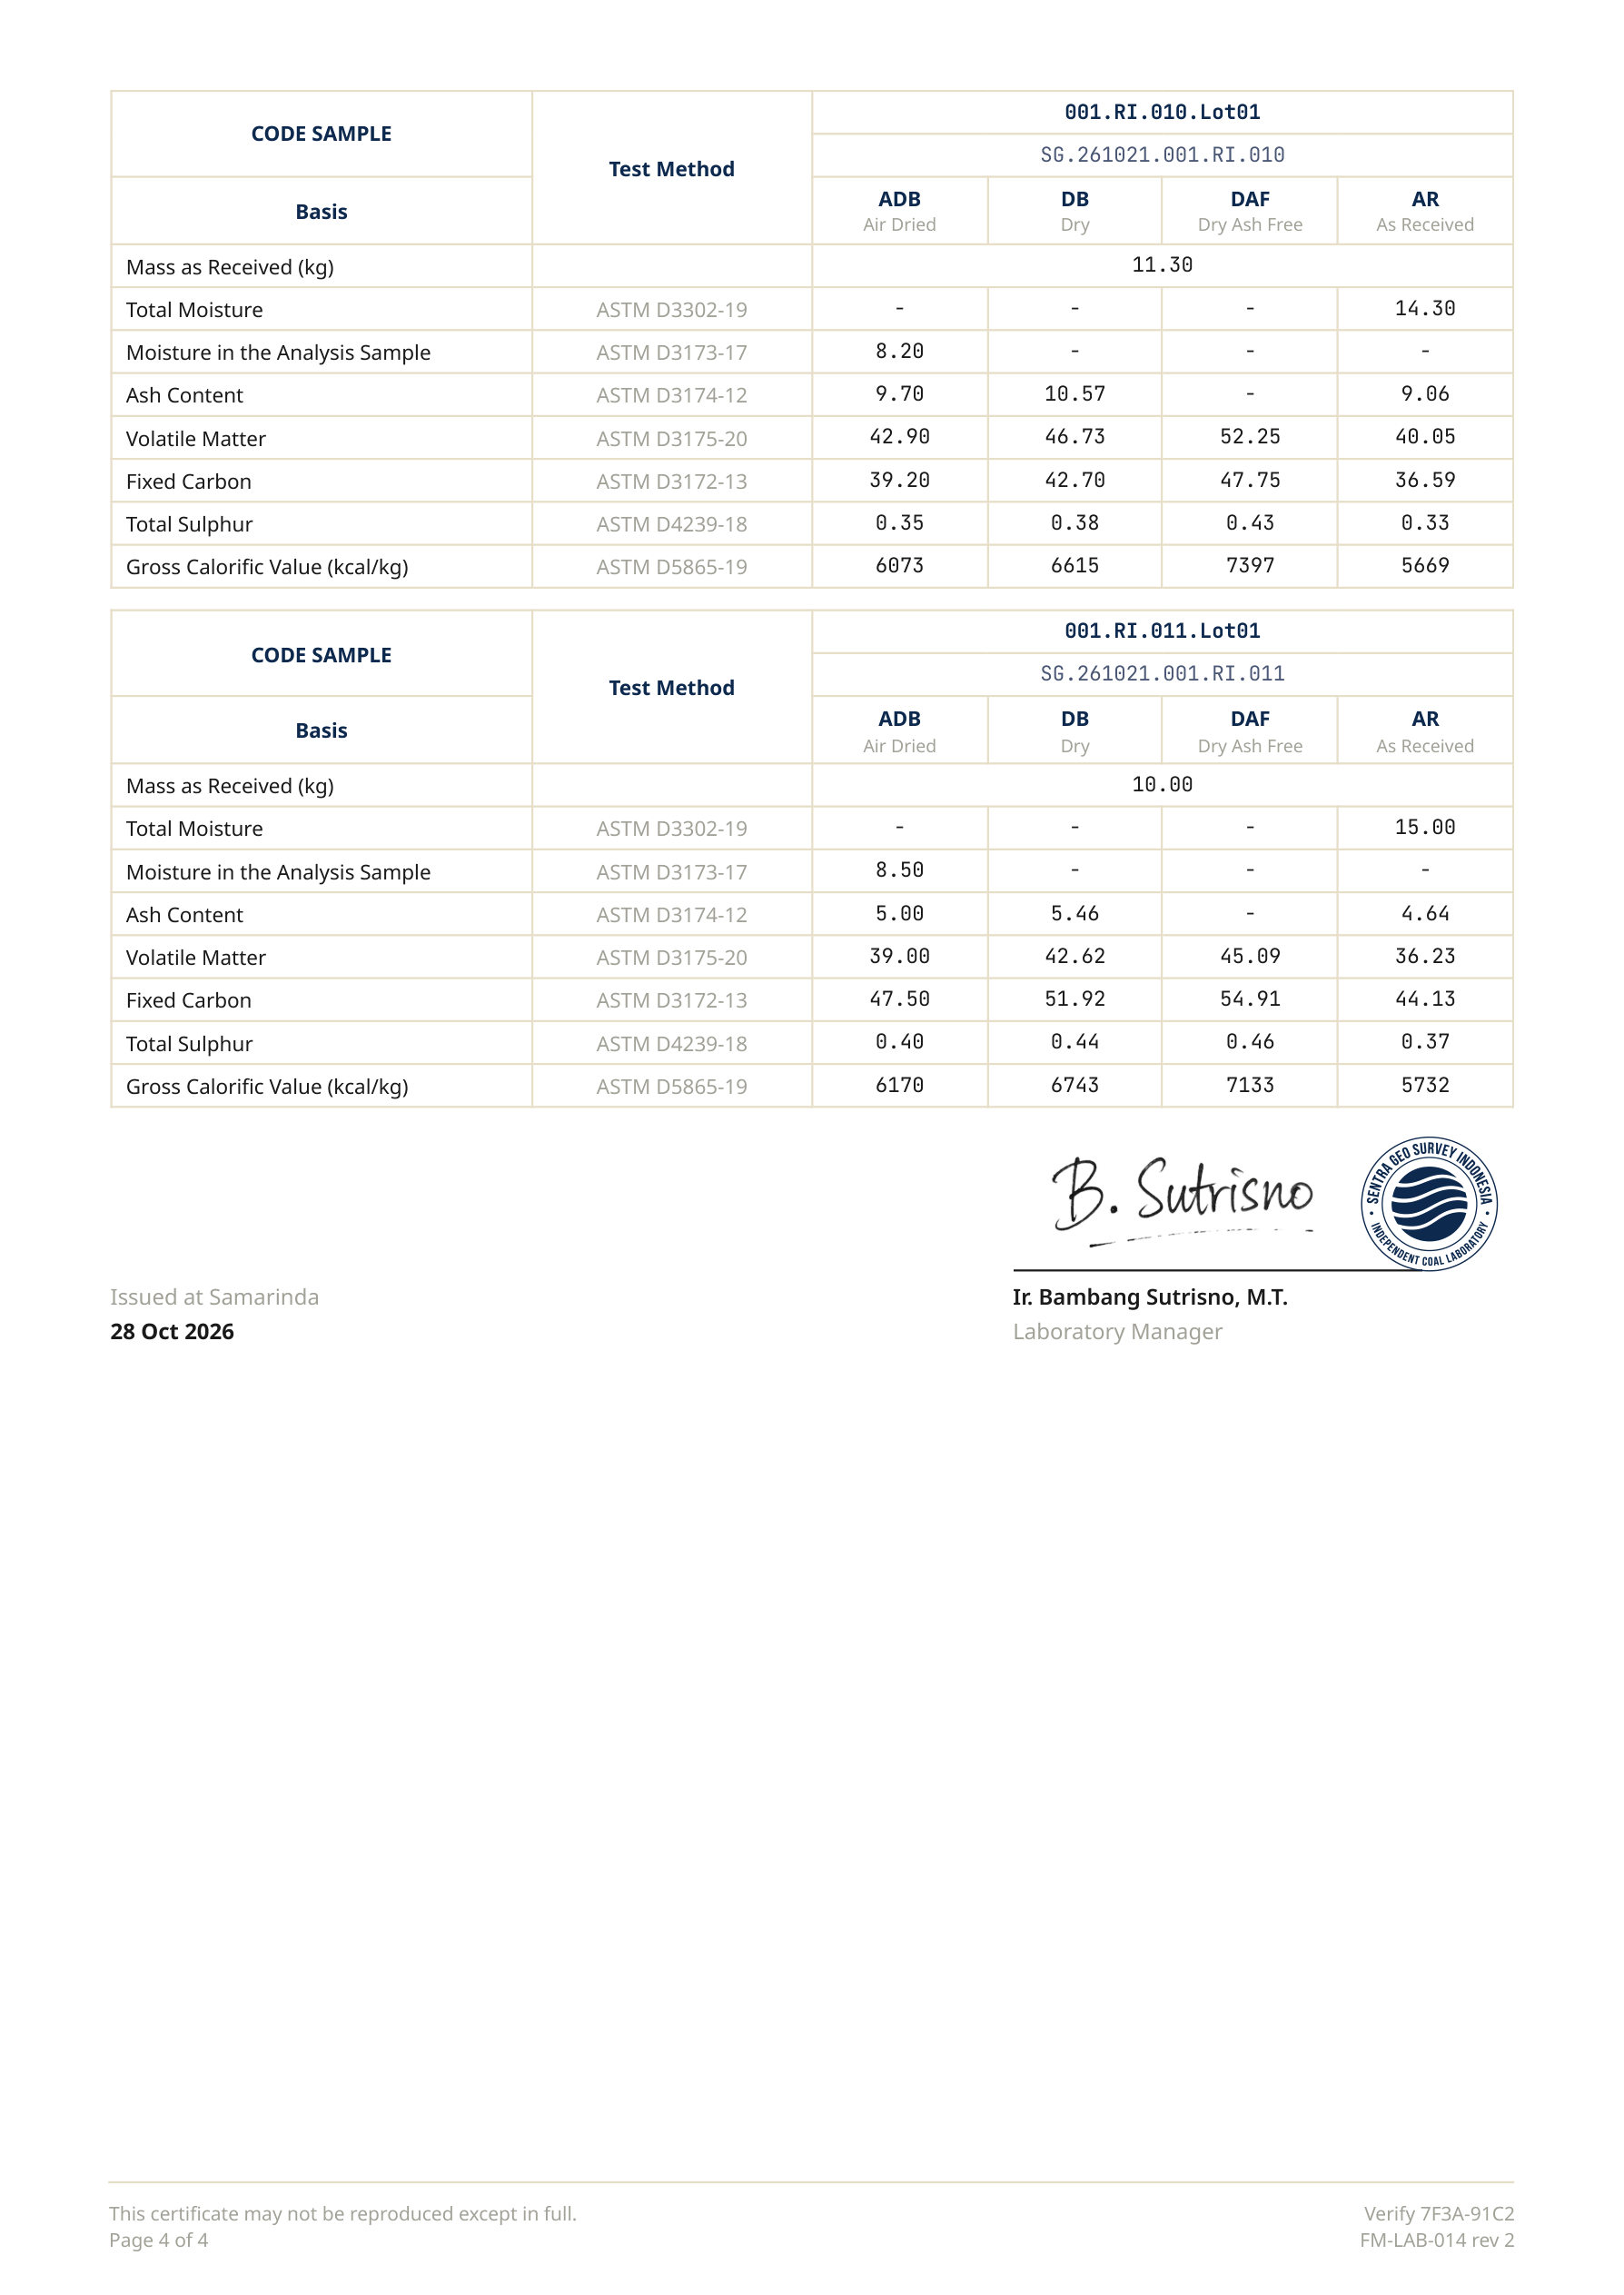 CODE SAMPLE Test Method 001.RI.010.Lot01
SG.261021.001.RI.010
Basis ADB DB DAF AR
Air Dried Dry Dry Ash Free As Received
Mass as Received (kg) 11.30
Total Moisture ASTM D3302-19 - - - 14.30
Moisture in the Analysis Sample ASTM D3173-17 8.20 - - -
Ash Content ASTM D3174-12 9.70 10.57 - 9.06
Volatile Matter ASTM D3175-20 42.90 46.73 52.25 40.05
Fixed Carbon ASTM D3172-13 39.20 42.70 47.75 36.59
Total Sulphur ASTM D4239-18 0.35 0.38 0.43 0.33
Gross Calorific Value (kcal/kg) ASTM D5865-19 6073 6615 7397 5669
CODE SAMPLE Test Method 001.RI.011.Lot01
SG.261021.001.RI.011
Basis ADB DB DAF AR
Air Dried Dry Dry Ash Free As Received
Mass as Received (kg) 10.00
Total Moisture ASTM D3302-19 - - - 15.00
Moisture in the Analysis Sample ASTM D3173-17 8.50 - - -
Ash Content ASTM D3174-12 5.00 5.46 - 4.64
Volatile Matter ASTM D3175-20 39.00 42.62 45.09 36.23
Fixed Carbon ASTM D3172-13 47.50 51.92 54.91 44.13
Total Sulphur ASTM D4239-18 0.40 0.44 0.46 0.37
Gross Calorific Value (kcal/kg) ASTM D5865-19 6170 6743 7133 5732
B. Sutrisno
SENTRA GEO SURVEY INDONESIA
• INDEPENDENT COAL LABORATORY •
Issued at Samarinda
28 Oct 2026
Ir. Bambang Sutrisno, M.T.
Laboratory Manager
This certificate may not be reproduced except in full.
Page 4 of 4
Verify 7F3A-91C2
FM-LAB-014 rev 2